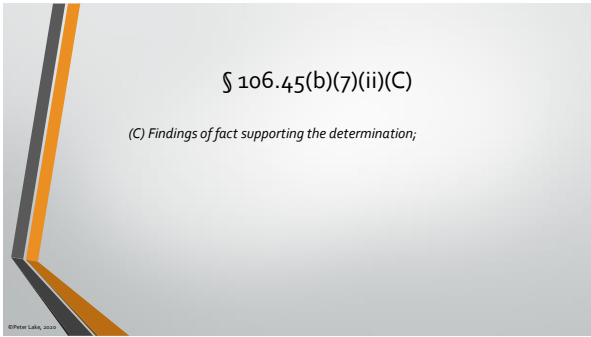 § 106.45(b)(7)(ii)(C)
(C) Findings of fact supporting the determination;
©Peter Lake, 2020